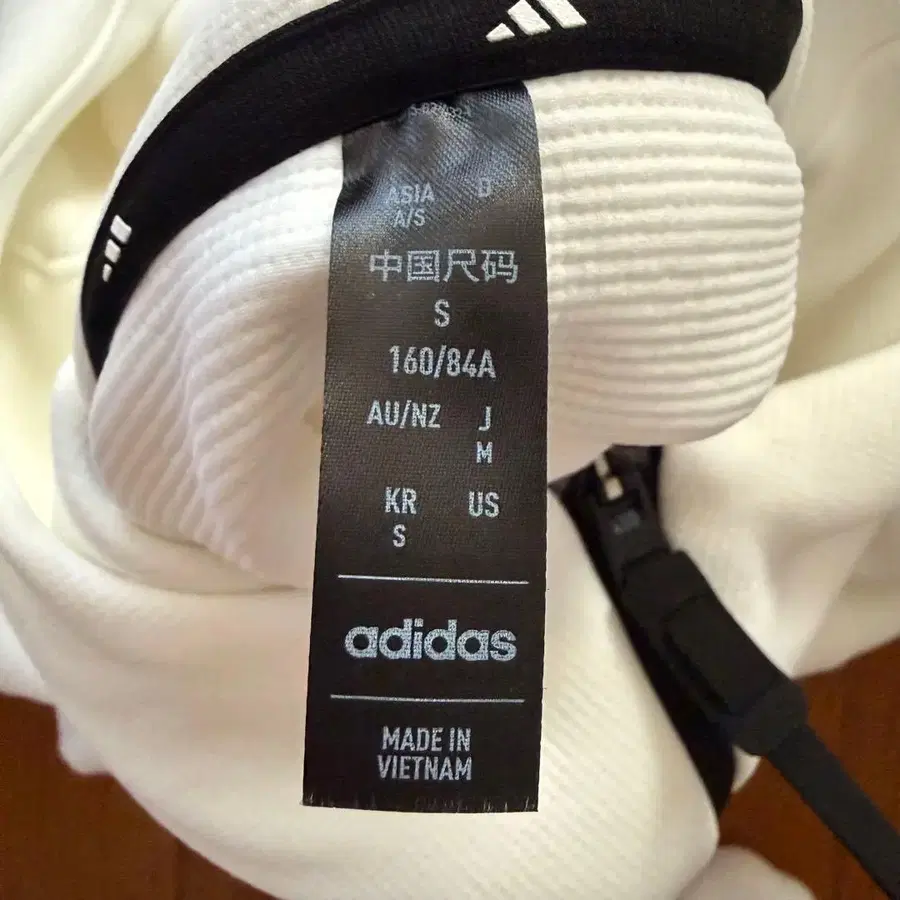 ASIA D
A/S
中国尺码
S
160/84A
AU/NZ J
M
KR US
S
adidas
MADE IN
VIETNAM